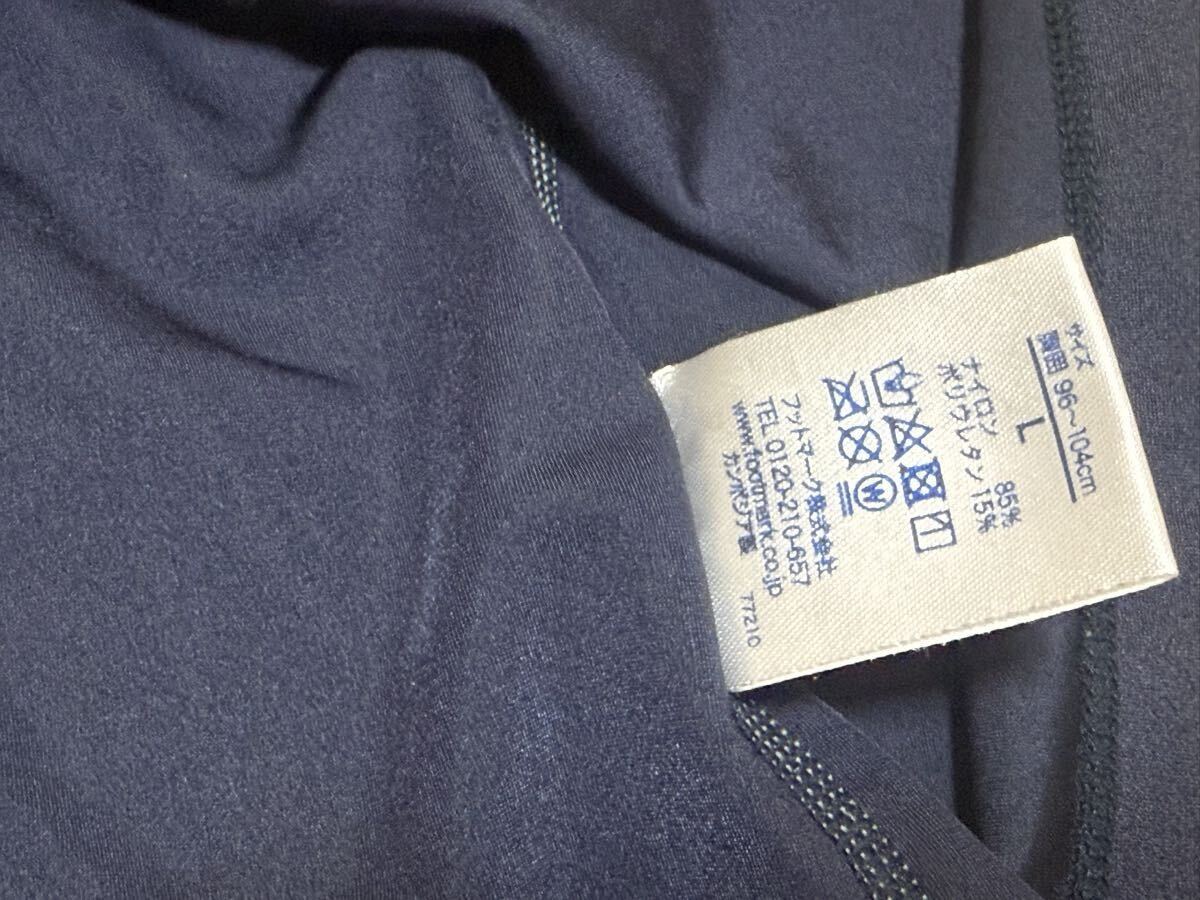 サイズ
胸囲 96~104cm
L
ナイロン 85%
ポリウレタン 15%
W
フットマーク株式会社
TEL 0120-210-657
www.footmark.co.jp
カンボジア製
77210